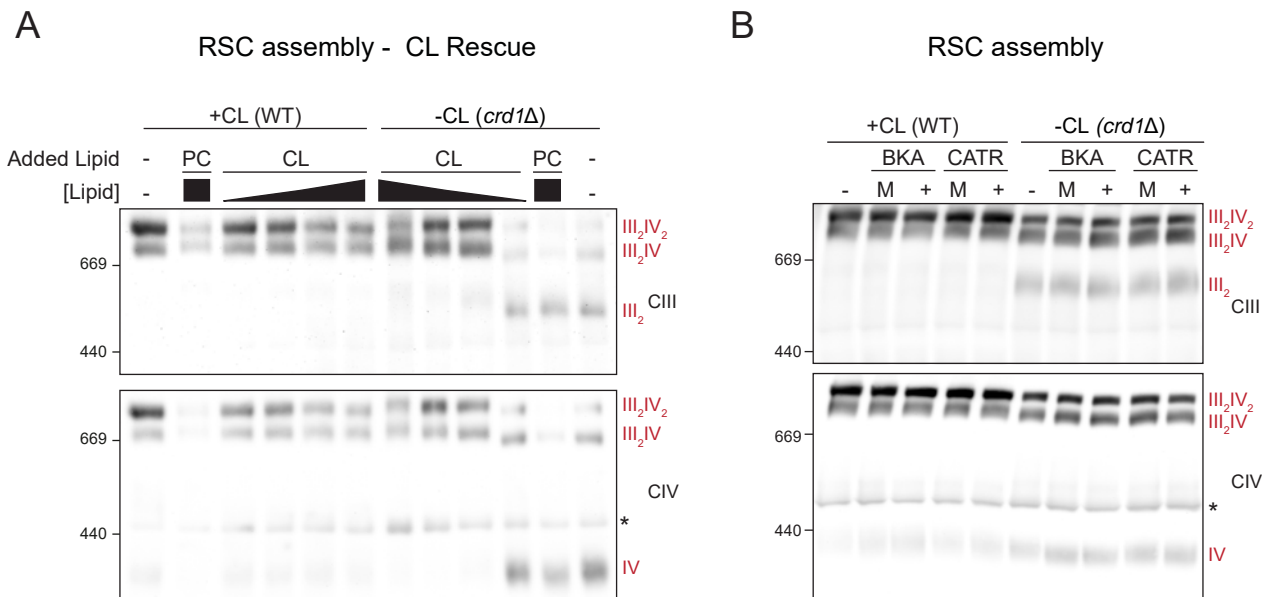 A
RSC assembly - CL Rescue
+CL (WT) -CL (crd1Δ)
Added Lipid - PC CL CL PC -
[Lipid] - -
III2IV2
III2IV
669
III2 CIII
440
III2IV2
III2IV
669
CIV
*
440
IV
B
RSC assembly
+CL (WT) -CL (crd1Δ)
BKA CATR BKA CATR
- M + M + - M + M +
III2IV2
III2IV
669
III2
CIII
440
III2IV2
III2IV
669
CIV
*
440
IV